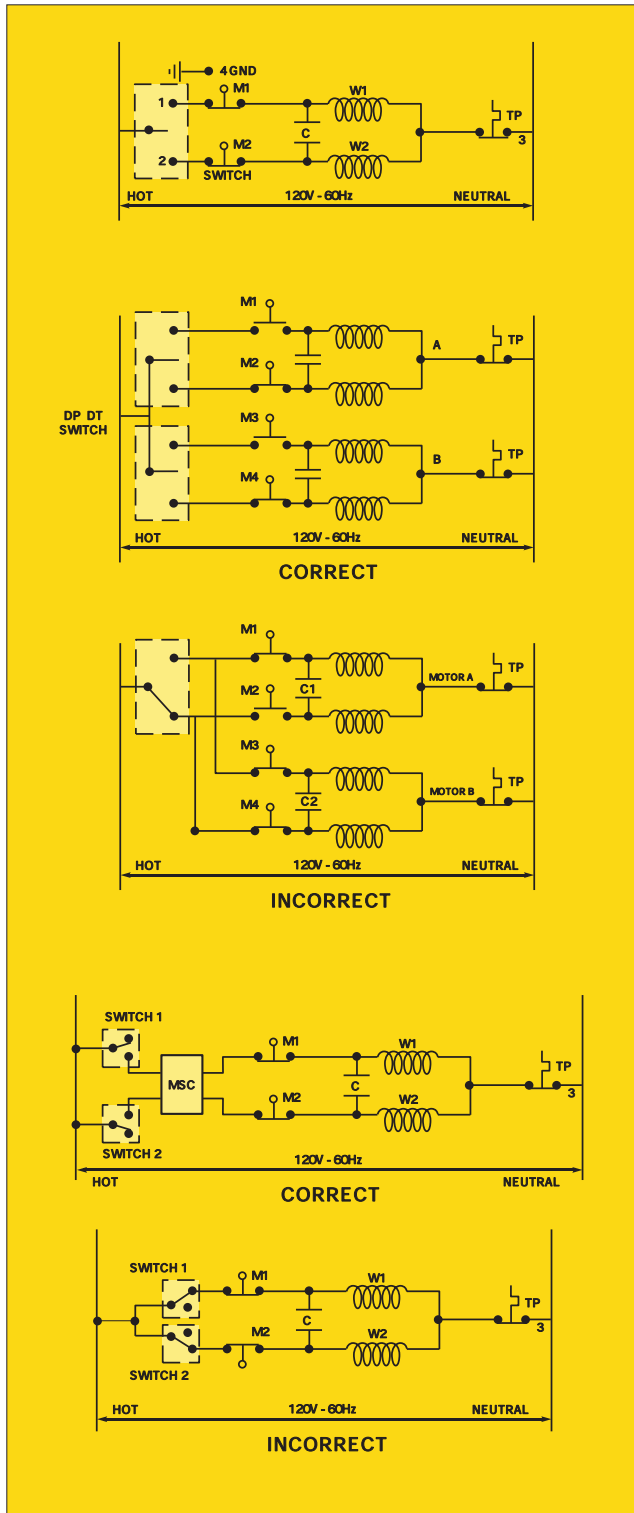 4 GND
M1
W1
1
TP
C
3
M2
W2
2
SWITCH
HOT
120V - 60Hz
NEUTRAL
M1
A
TP
M2
DP DT
SWITCH
M3
B
TP
M4
HOT
120V - 60Hz
NEUTRAL
CORRECT
M1
C1
MOTOR A
TP
M2
M3
C2
MOTOR B
TP
M4
HOT
120V - 60Hz
NEUTRAL
INCORRECT
SWITCH 1
M1
W1
MSC
C
TP
3
M2
W2
SWITCH 2
120V - 60Hz
HOT
NEUTRAL
CORRECT
SWITCH 1
M1
W1
C
TP
3
M2
W2
SWITCH 2
HOT
120V - 60Hz
NEUTRAL
INCORRECT